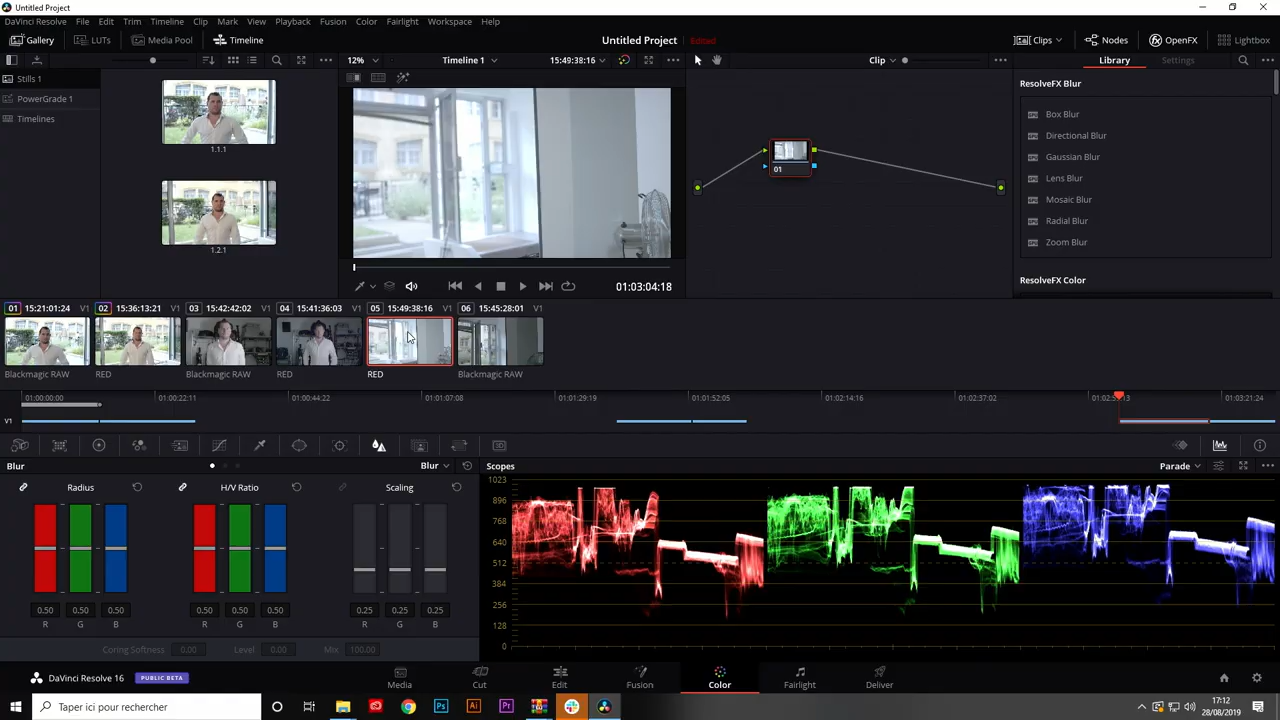 Untitled Project
DaVinci Resolve File Edit Trim Timeline Clip Mark View Playback Fusion Color Fairlight Workspace Help
Gallery LUTs Media Pool Timeline Untitled Project Edited Clips Nodes OpenFX Lightbox
12% Timeline 1 15:49:38:16 Clip Library Settings
Stills 1
PowerGrade 1
Timelines
1.1.1
1.2.1
01
ResolveFX Blur
Box Blur
Directional Blur
Gaussian Blur
Lens Blur
Mosaic Blur
Radial Blur
Zoom Blur
ResolveFX Color
01:03:04:18
01 15:21:01:24 V1 02 15:36:13:21 V1 03 15:42:42:02 V1 04 15:41:36:03 V1 05 15:49:38:16 V1 06 15:45:28:01 V1
Blackmagic RAW RED Blackmagic RAW RED RED Blackmagic RAW
01:00:00:00 01:00:22:11 01:00:44:22 01:01:07:08 01:01:29:19 01:01:52:05 01:02:14:16 01:02:37:02 01:03:21:24
V1
Blur Blur Scopes Parade
Radius H/V Ratio Scaling
1023
896
768
640
512
384
256
128
0
0.50 0.50 0.50 0.50 0.50 0.50 0.25 0.25 0.25
R G B R G B R G B
Coring Softness 0.00 Level 0.00 Mix 100.00
DaVinci Resolve 16 PUBLIC BETA Media Cut Edit Fusion Color Fairlight Deliver
Taper ici pour rechercher
Ps Ai Pr
17:12
28/08/2019